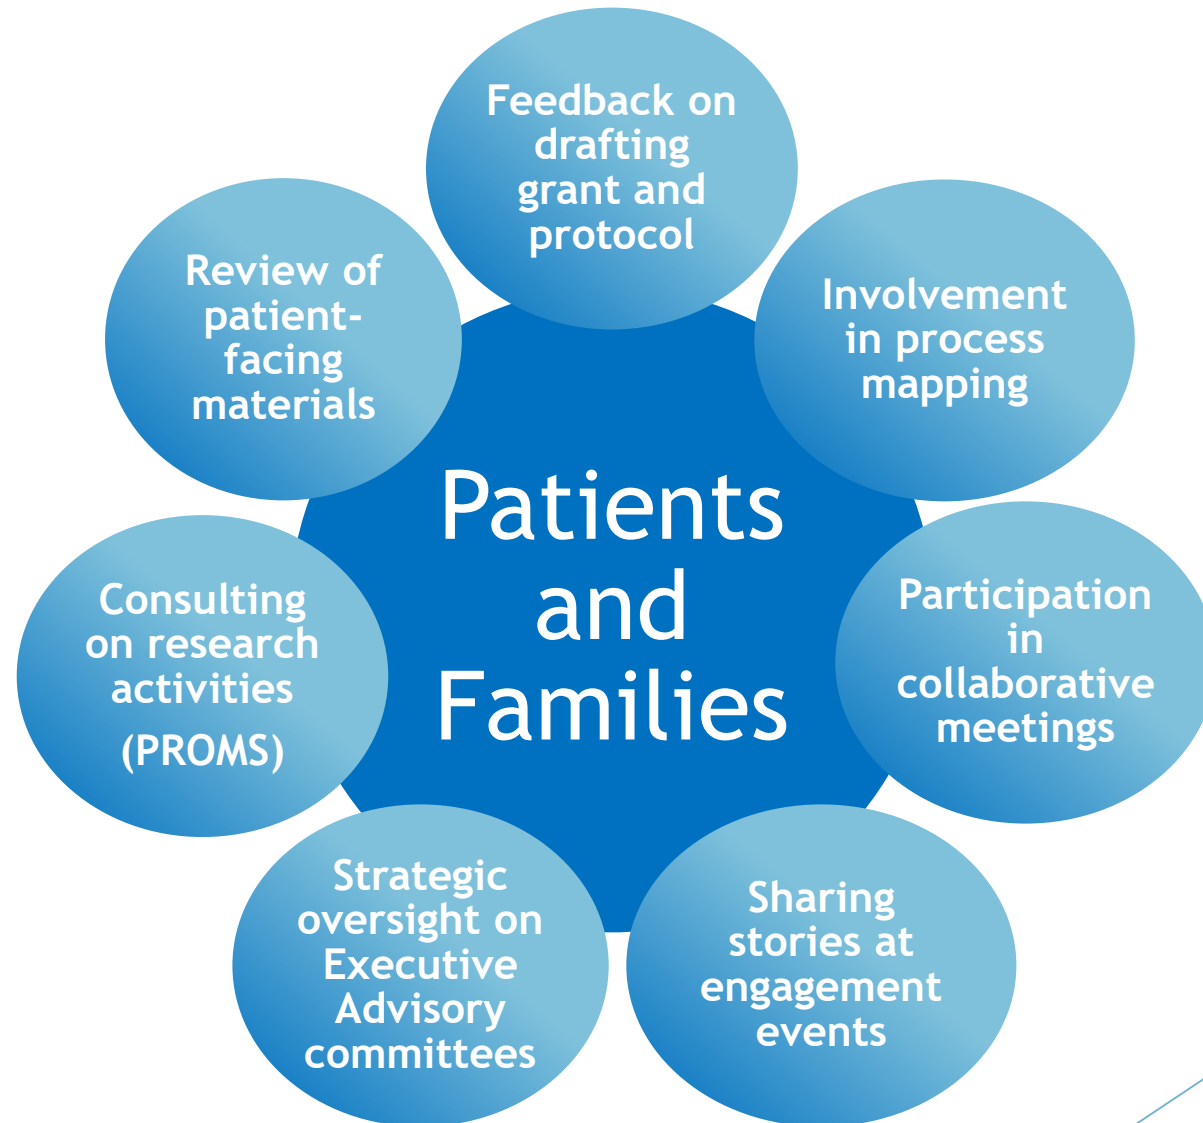 Feedback on
drafting
grant and
protocol
Involvement
in process
mapping
Participation
in
collaborative
meetings
Sharing
stories at
engagement
events
Strategic
oversight on
Executive
Advisory
committees
Consulting
on research
activities
(PROMS)
Review of
patient-
facing
materials
Patients
and
Families